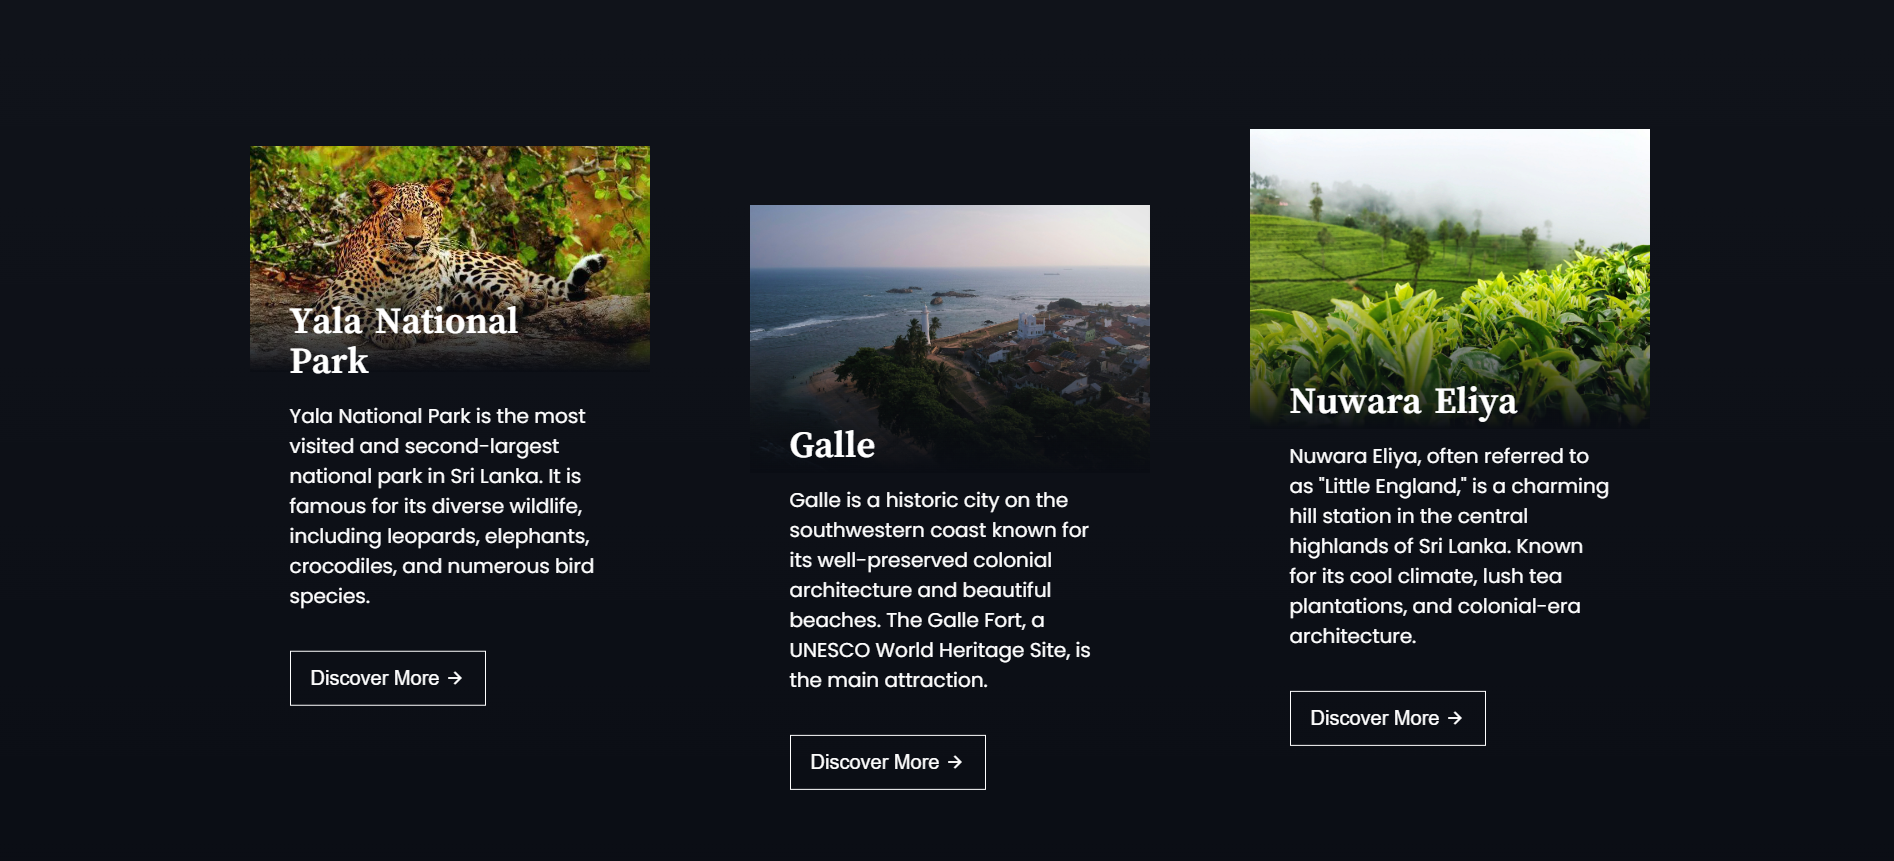 Yala National
Park
Yala National Park is the most
visited and second-largest
national park in Sri Lanka. It is
famous for its diverse wildlife,
including leopards, elephants,
crocodiles, and numerous bird
species.
Discover More →
Galle
Galle is a historic city on the
southwestern coast known for
its well-preserved colonial
architecture and beautiful
beaches. The Galle Fort, a
UNESCO World Heritage Site, is
the main attraction.
Discover More →
Nuwara Eliya
Nuwara Eliya, often referred to
as "Little England," is a charming
hill station in the central
highlands of Sri Lanka. Known
for its cool climate, lush tea
plantations, and colonial-era
architecture.
Discover More →